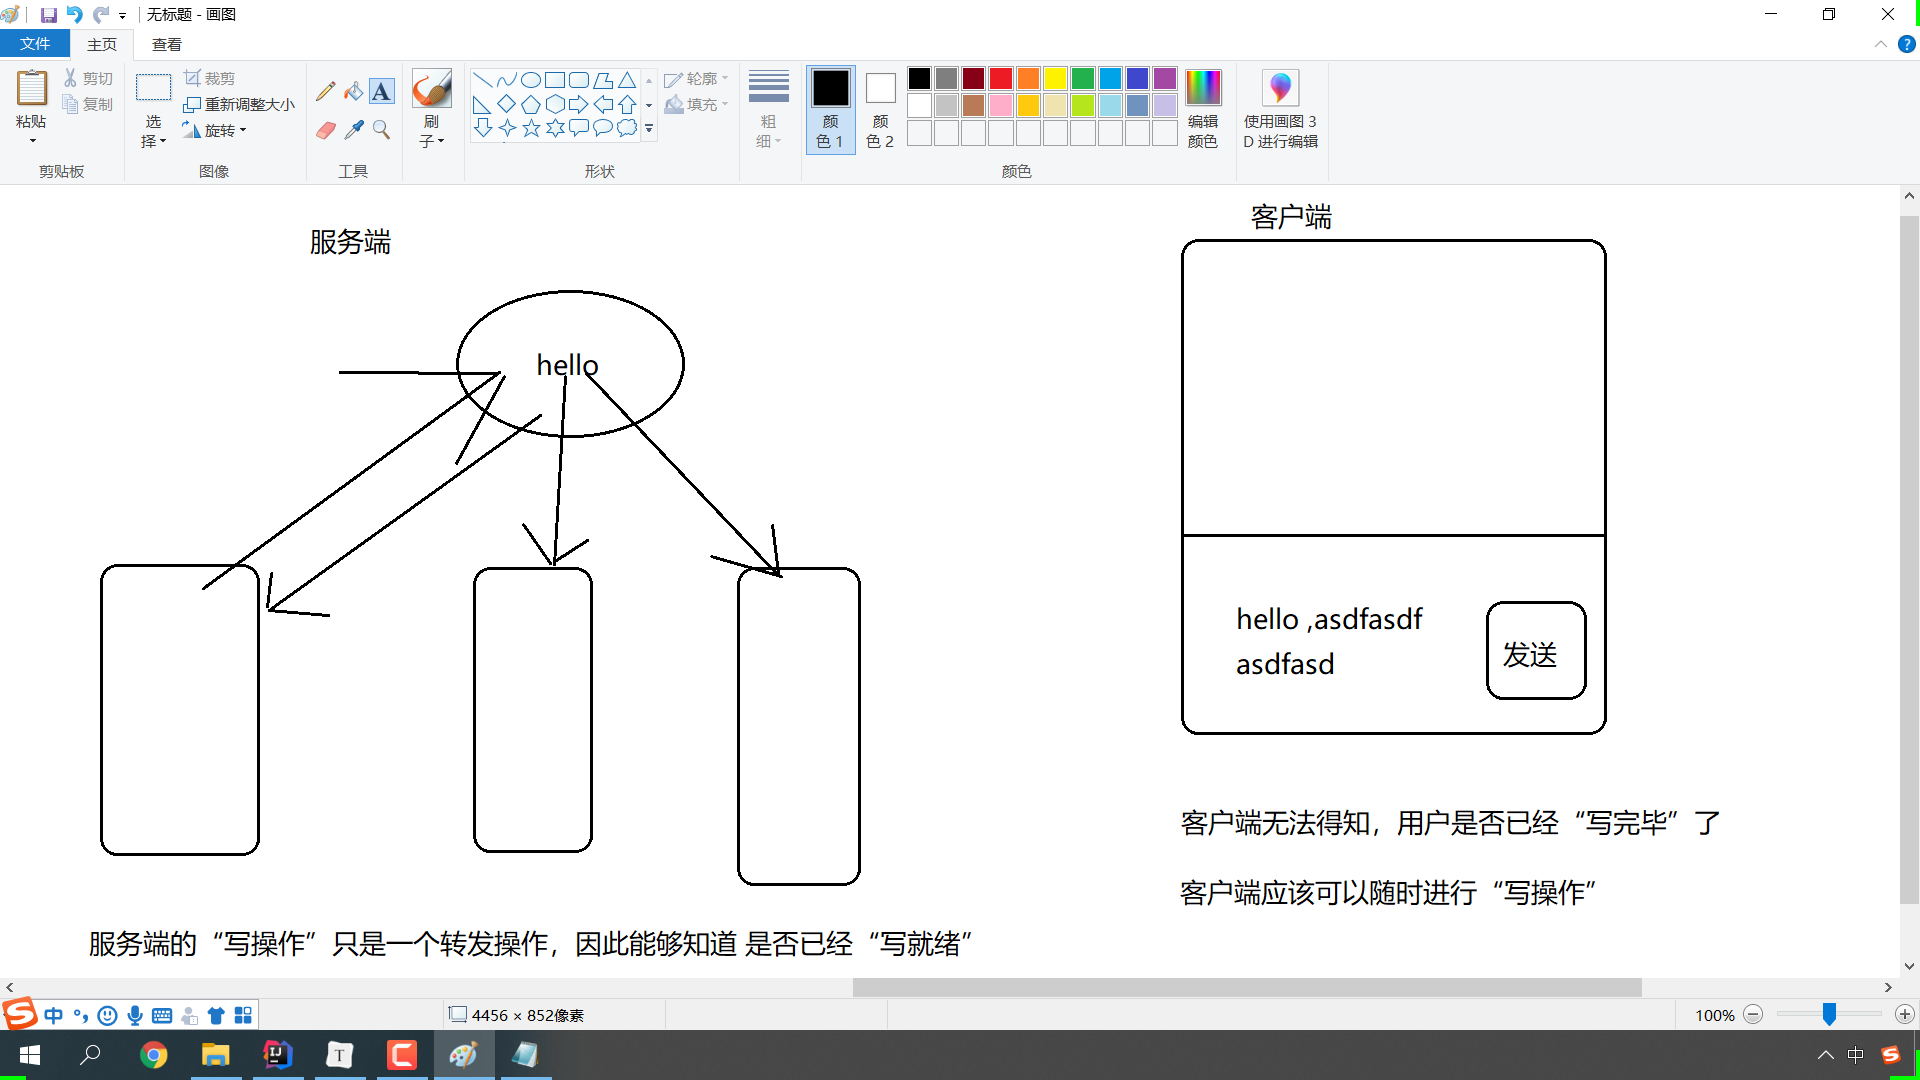 无标题 - 画图
文件
主页
查看
粘贴
剪切
复制
剪贴板
选择
裁剪
重新调整大小
旋转
图像
A
工具
刷子
形状
轮廓
填充
粗细
颜色 1
颜色 2
编辑颜色
颜色
使用画图 3
D 进行编辑
服务端
客户端
hello
hello ,asdfasdf
asdfasd
发送
客户端无法得知，用户是否已经“写完毕”了
客户端应该可以随时进行“写操作”
服务端的“写操作”只是一个转发操作，因此能够知道 是否已经“写就绪”
中
4456 × 852像素
100%
中